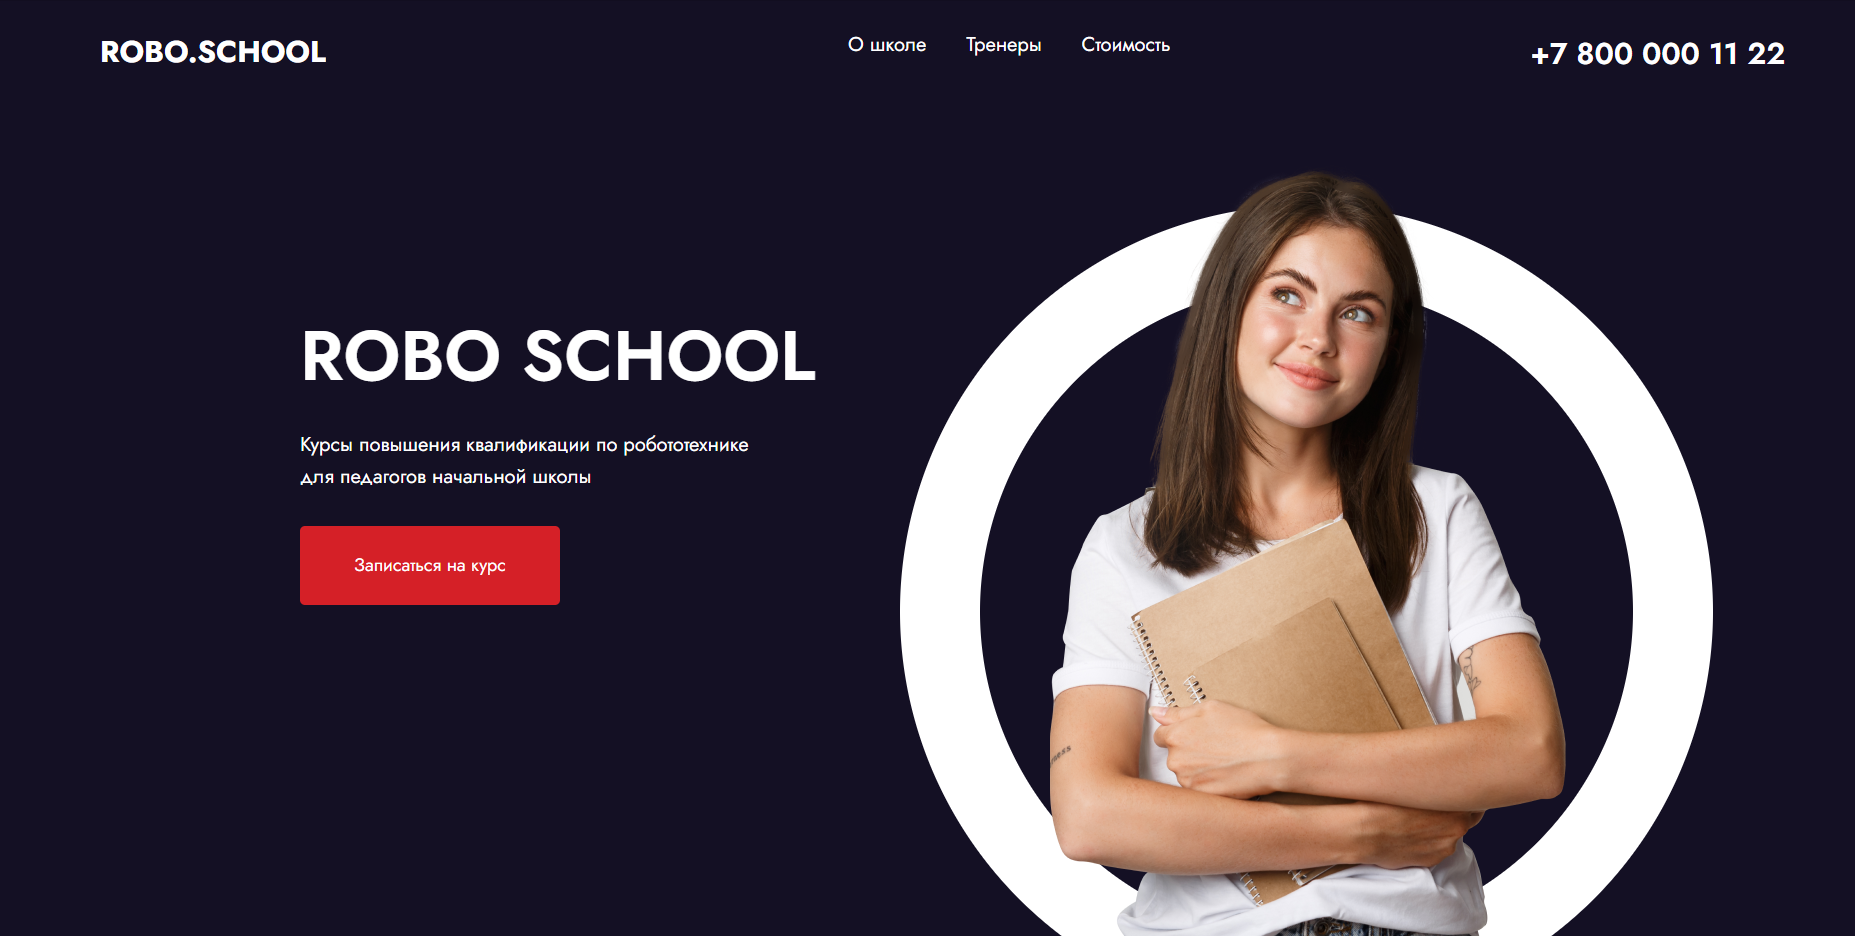 ROBO.SCHOOL
О школе Тренеры Стоимость
+7 800 000 11 22
ROBO SCHOOL
Курсы повышения квалификации по робототехнике
для педагогов начальной школы
Записаться на курс